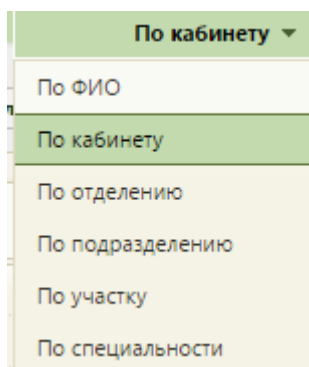 По кабинету
По ФИО
По кабинету
По отделению
По подразделению
По участку
По специальности